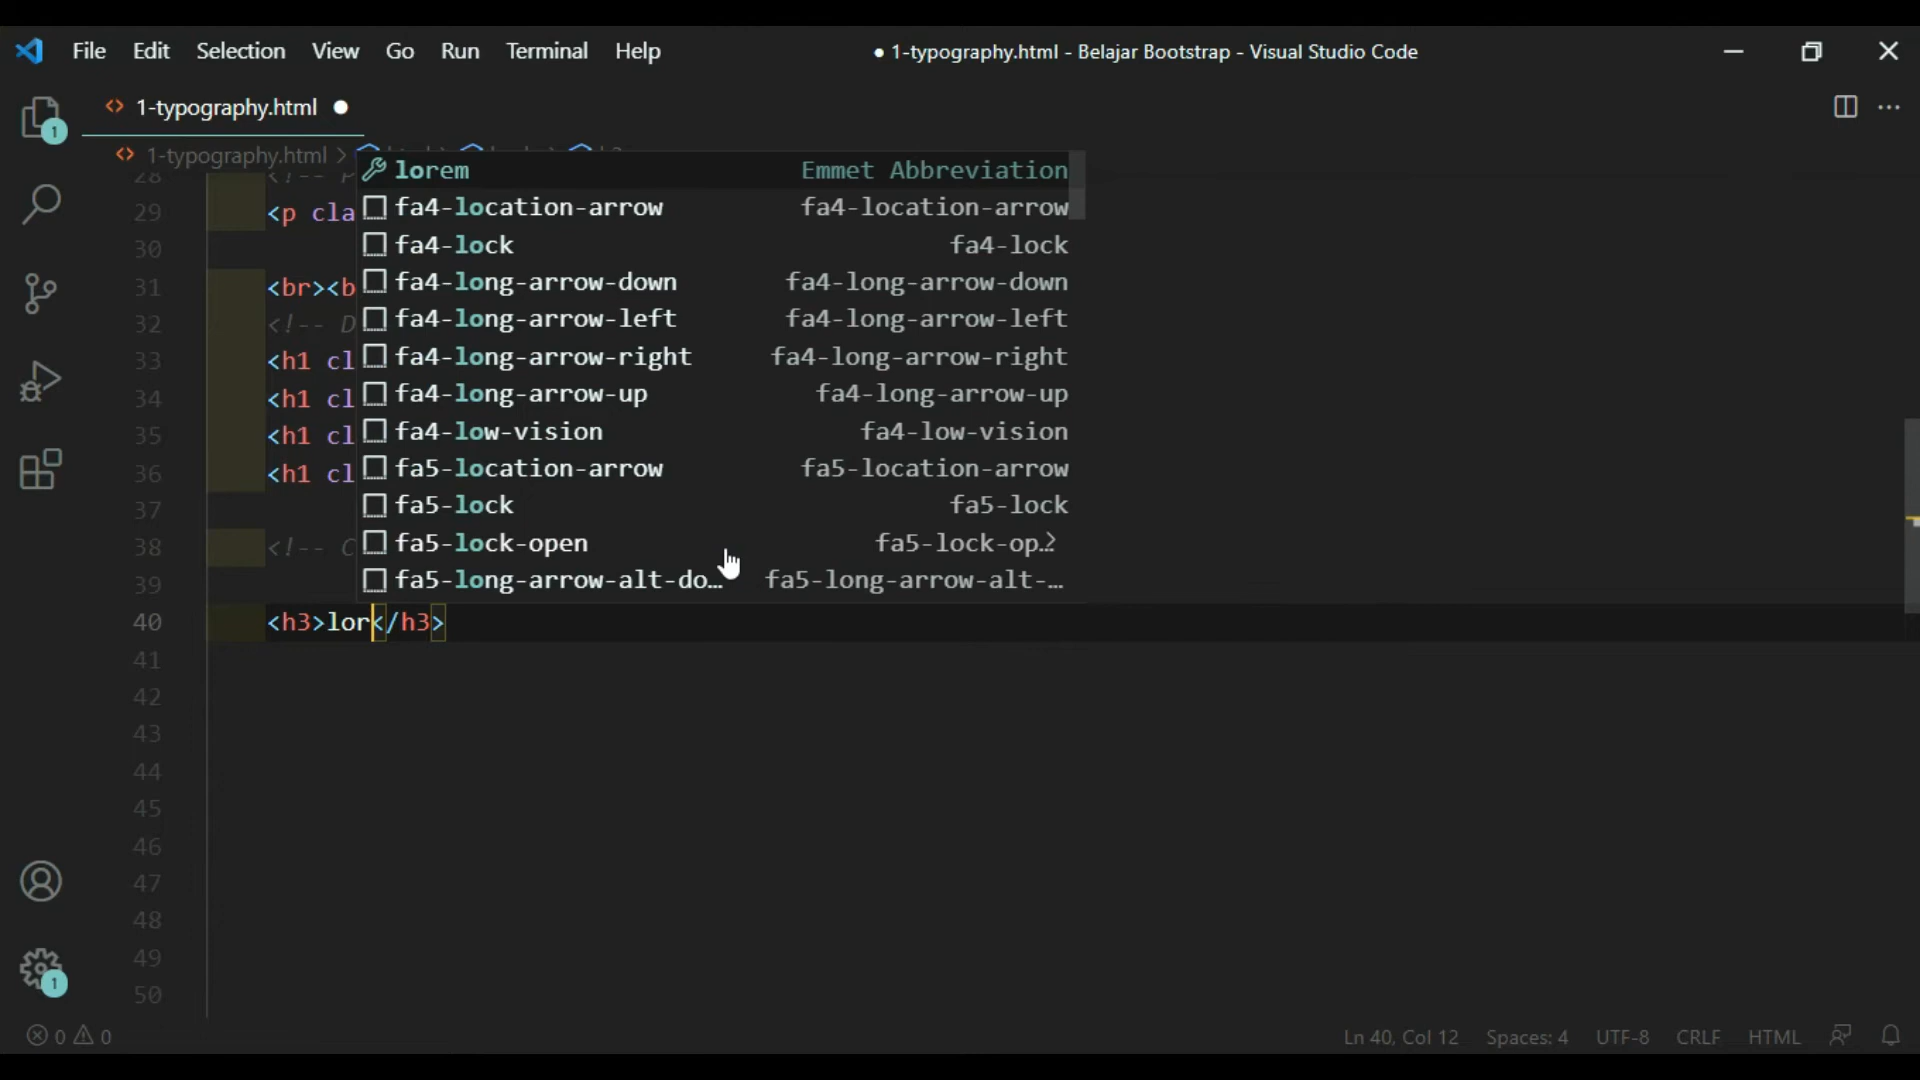 File Edit Selection View Go Run Terminal Help ● 1-typography.html - Belajar Bootstrap - Visual Studio Code
1
<> 1-typography.html ●
<> 1-typography.html >
lorem Emmet Abbreviation
28 <!-- P
fa4-location-arrow fa4-location-arrow
29 <p cla
fa4-lock fa4-lock
30
fa4-long-arrow-down fa4-long-arrow-down
31 <br><b
fa4-long-arrow-left fa4-long-arrow-left
32 <!-- D
fa4-long-arrow-right fa4-long-arrow-right
33 <h1 cl
fa4-long-arrow-up fa4-long-arrow-up
34 <h1 cl
fa4-low-vision fa4-low-vision
35 <h1 cl
fa5-location-arrow fa5-location-arrow
36 <h1 cl
fa5-lock fa5-lock
37
fa5-lock-open fa5-lock-op…>
38 <!-- C
fa5-long-arrow-alt-do… fa5-long-arrow-alt-…
39
40 <h3>lor</h3>
41
42
43
44
45
46
47
48
49
50
1
0 0 Ln 40, Col 12 Spaces: 4 UTF-8 CRLF HTML